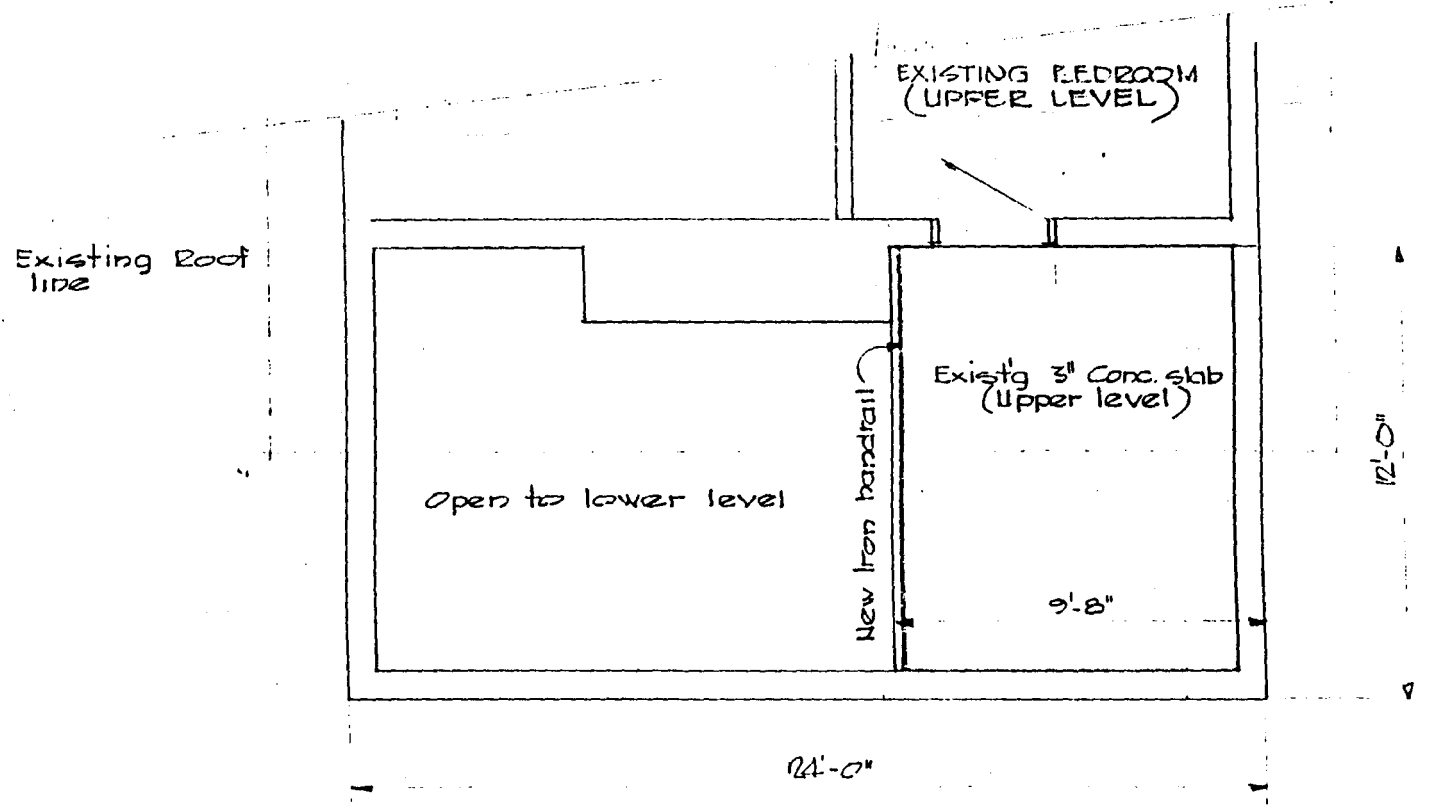 EXISTING BEDROOM
(UPPER LEVEL)
Existing Roof
line
Exist'g 3" Conc. slab
(Upper level)
New Iron handrail
12'-0"
Open to lower level
9'-8"
24'-0"